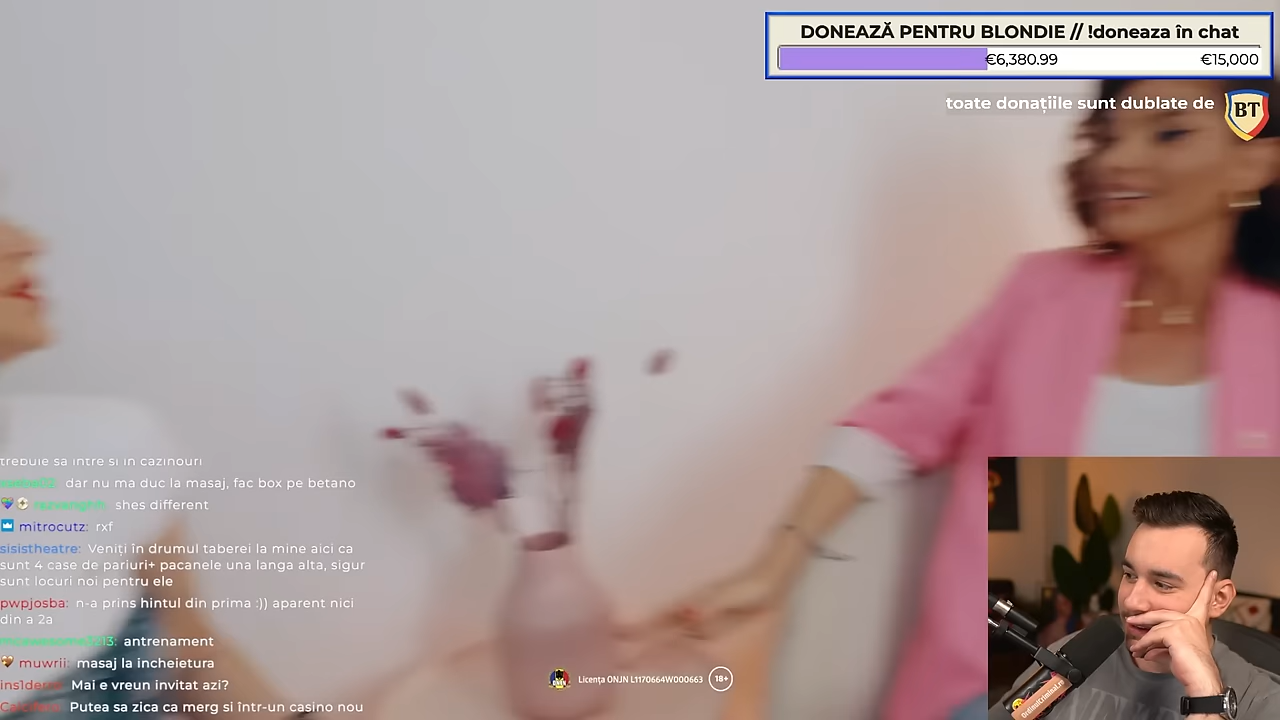 DONEAZĂ PENTRU BLONDIE // !doneaza în chat
€6,380.99 €15,000
toate donațiile sunt dublate de BT
trebuie sa intre si in cazinouri
dar nu ma duc la masaj, fac box pe betano
shes different
mitrocutz: rxf
sisistheatre: Veniți în drumul taberei la mine aici ca
sunt 4 case de pariuri+ pacanele una langa alta, sigur
sunt locuri noi pentru ele
pwpjosba: n-a prins hintul din prima :)) aparent nici
din a 2a
antrenament
muwrii: masaj la incheietura
Mai e vreun invitat azi?
Putea sa zica ca merg si într-un casino nou
Licența ONJN L1170664W000663 18+
OrdinulCriminal.ro